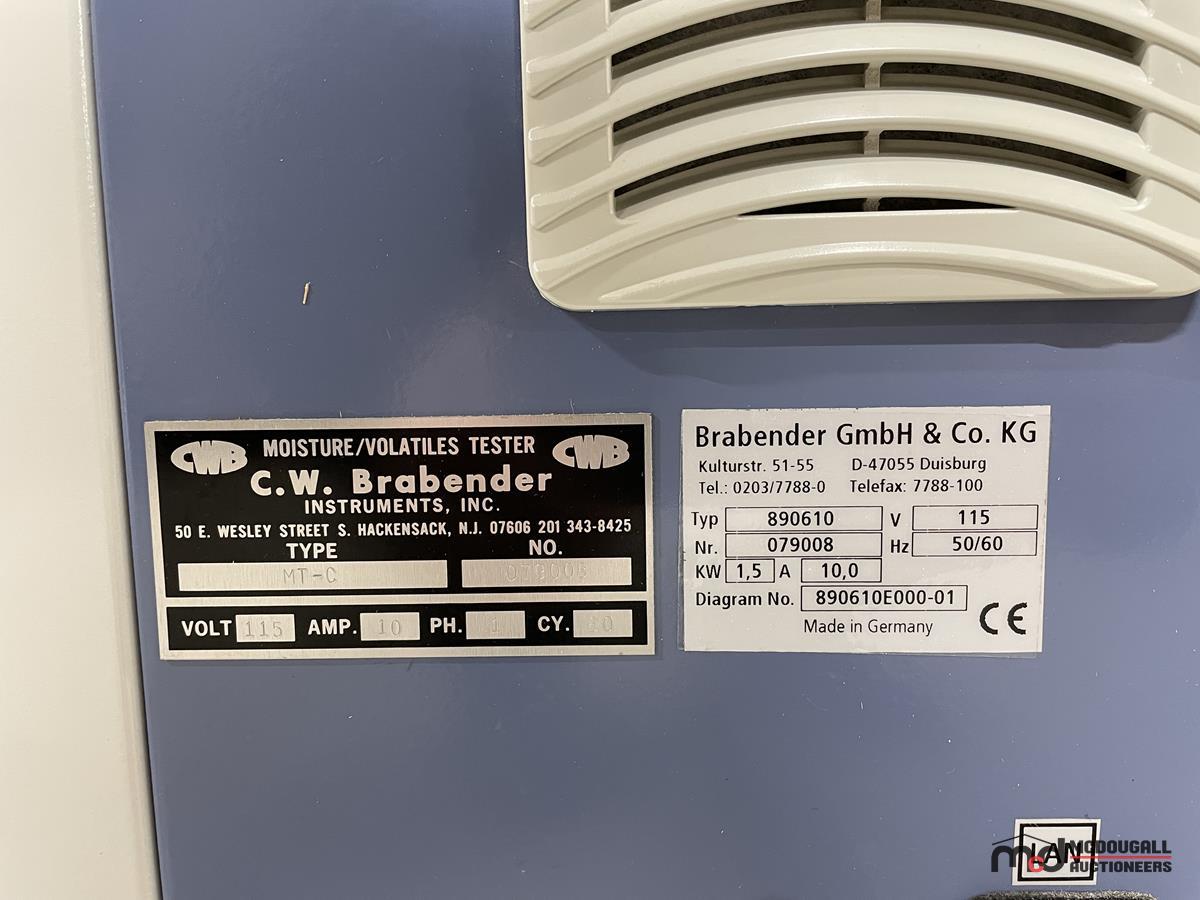 CWB MOISTURE/VOLATILES TESTER CWB
C.W. Brabender
INSTRUMENTS, INC.
50 E. WESLEY STREET S. HACKENSACK, N.J. 07606 201 343-8425
TYPE NO.
MT-C 079008
VOLT 115 AMP. 10 PH. 1 CY.
Brabender GmbH & Co. KG
Kulturstr. 51-55 D-47055 Duisburg
Tel.: 0203/7788-0 Telefax: 7788-100
Typ 890610 V 115
Nr. 079008 Hz 50/60
KW 1,5 A 10,0
Diagram No. 890610E000-01
Made in Germany CE
LAN
mcd MCDOUGALL
AUCTIONEERS